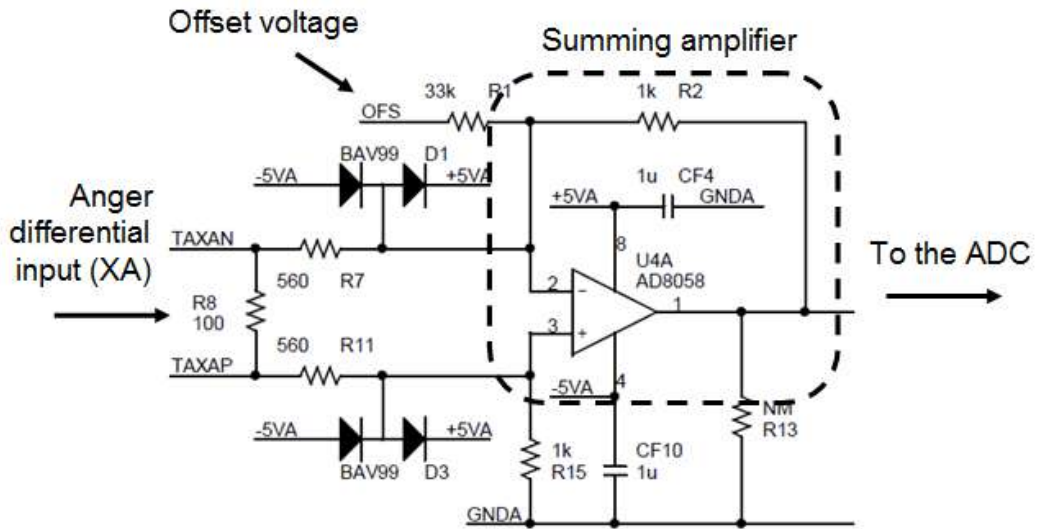 Offset voltage
Summing amplifier
33k R1
1k R2
OFS
BAV99 D1
-5VA
+5VA
1u CF4
+5VA
GNDA
Anger
differential
input (XA)
TAXAN
8
U4A
AD8058
To the ADC
560 R7
2
1
R8
100
3
560 R11
TAXAP
-5VA
4
NM
R13
-5VA
+5VA
1k
R15
CF10
1u
BAV99 D3
GNDA